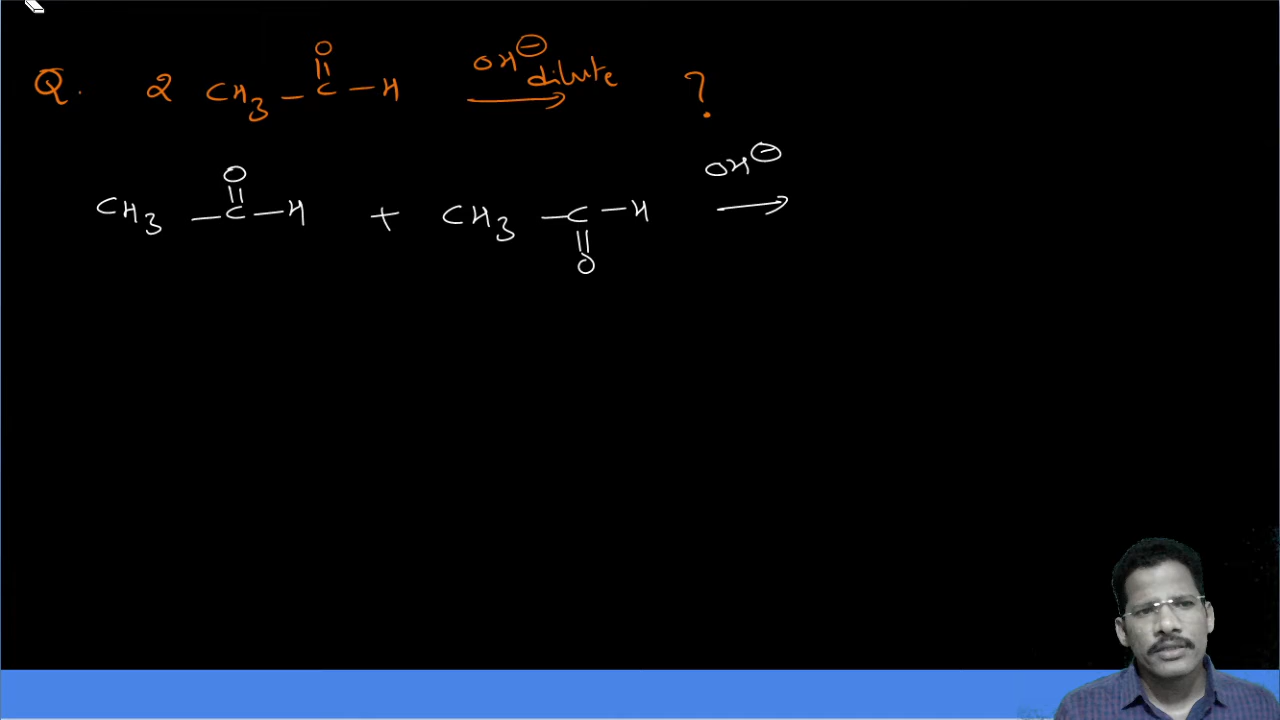 Q. 2 CH3 – C(=O) – H →(OH⊖ dilute) ?
CH3 – C(=O) – H + CH3 – C(=O) – H →(OH⊖)